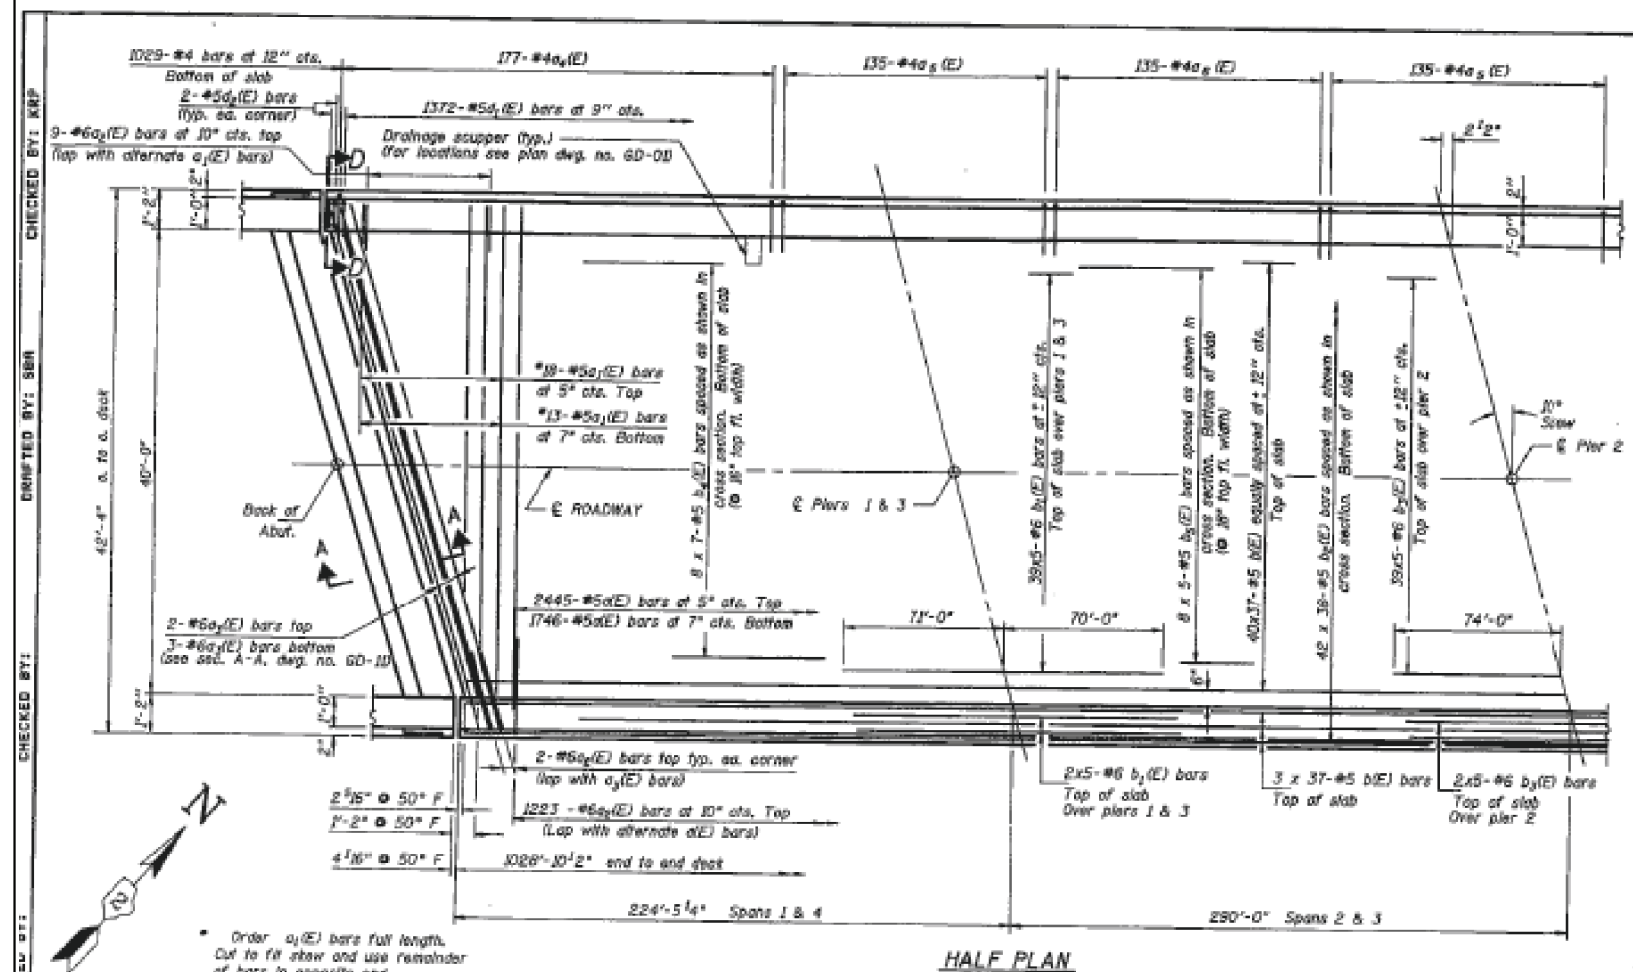 1029-#4 bars at 12" cts.
Bottom of slab
2-#5d2(E) bars
(typ. ea. corner)
9-#6a2(E) bars at 10" cts. top
(lap with alternate a1(E) bars)
177-#4a4(E)
135-#4a5(E)
135-#4a6(E)
135-#4a5(E)
1372-#5d1(E) bars at 9" cts.
Drainage scupper (typ.)
(for locations see plan dwg. no. GD-01)
2 1/2"
D
D
2"
1'-0"
1'-2"
2"
1'-0"
CHECKED BY: KRP
DRAFTED BY: SBR
CHECKED BY:
42'-4" o. to o. deck
40'-0"
*18-#5a1(E) bars
at 5" cts. Top
*13-#5a1(E) bars
at 7" cts. Bottom
8 x 7-#5 b4(E) bars spaced as shown in
cross section. Bottom of slab
(@ 16" top fl. width)
39x5-#6 b1(E) bars at ±12" cts.
Top of slab over piers 1 & 3
8 x 5-#5 b5(E) bars spaced as shown in
cross section. Bottom of slab
(@ 18" top fl. width)
40x37-#5 b(E) equally spaced at ± 12" cts.
Top of slab
42 x 38-#5 b2(E) bars spaced as shown in
cross section. Bottom of slab
39x5-#6 b3(E) bars at ±12" cts.
Top of slab over pier 2
10°
Skew
℄ Pier 2
Back of
Abut.
℄ ROADWAY
℄ Piers 1 & 3
A
A
2-#6a3(E) bars top
3-#6a3(E) bars bottom
(see sec. A-A, dwg. no. GD-11)
2445-#5a(E) bars at 5" cts. Top
1746-#5a(E) bars at 7" cts. Bottom
71'-0"
70'-0"
74'-0"
6"
1'-2"
1'-0"
2"
2-#6a2(E) bars top typ. ea. corner
(lap with a3(E) bars)
2 5/16" @ 50° F
1'-2" @ 50° F
4 1/16" @ 50° F
1223 -#6a2(E) bars at 10" cts. Top
(Lap with alternate a(E) bars)
1028'-10 1/2" end to end deck
2x5-#6 b1(E) bars
Top of slab
Over piers 1 & 3
3 x 37-#5 b(E) bars
Top of slab
2x5-#6 b3(E) bars
Top of slab
Over pier 2
N
2
224'-5 1/4" Spans 1 & 4
290'-0" Spans 2 & 3
* Order a1(E) bars full length.
Cut to fit skew and use remainder
of bars in opposite end
HALF PLAN